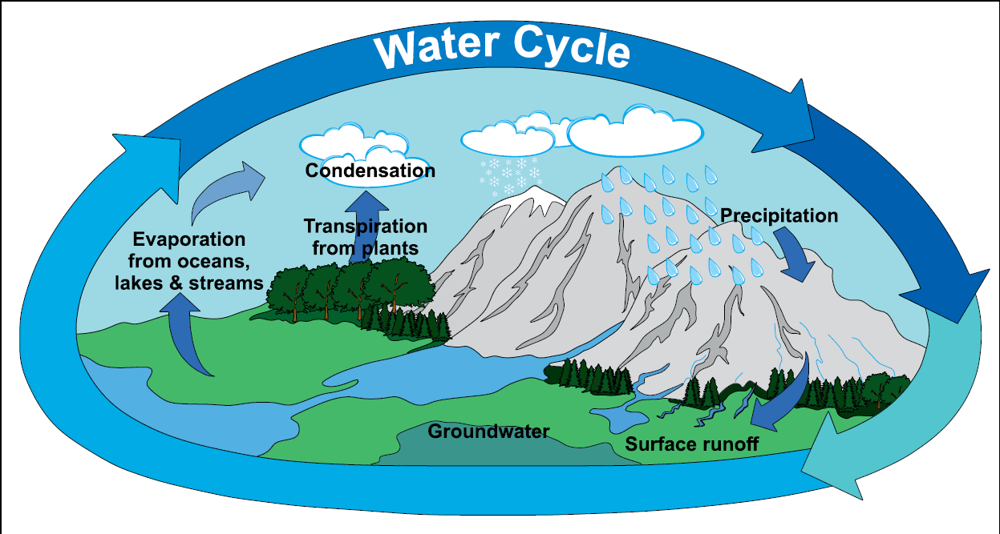 Water Cycle
Condensation
Transpiration
from plants
Precipitation
Evaporation
from oceans,
lakes & streams
Groundwater
Surface runoff